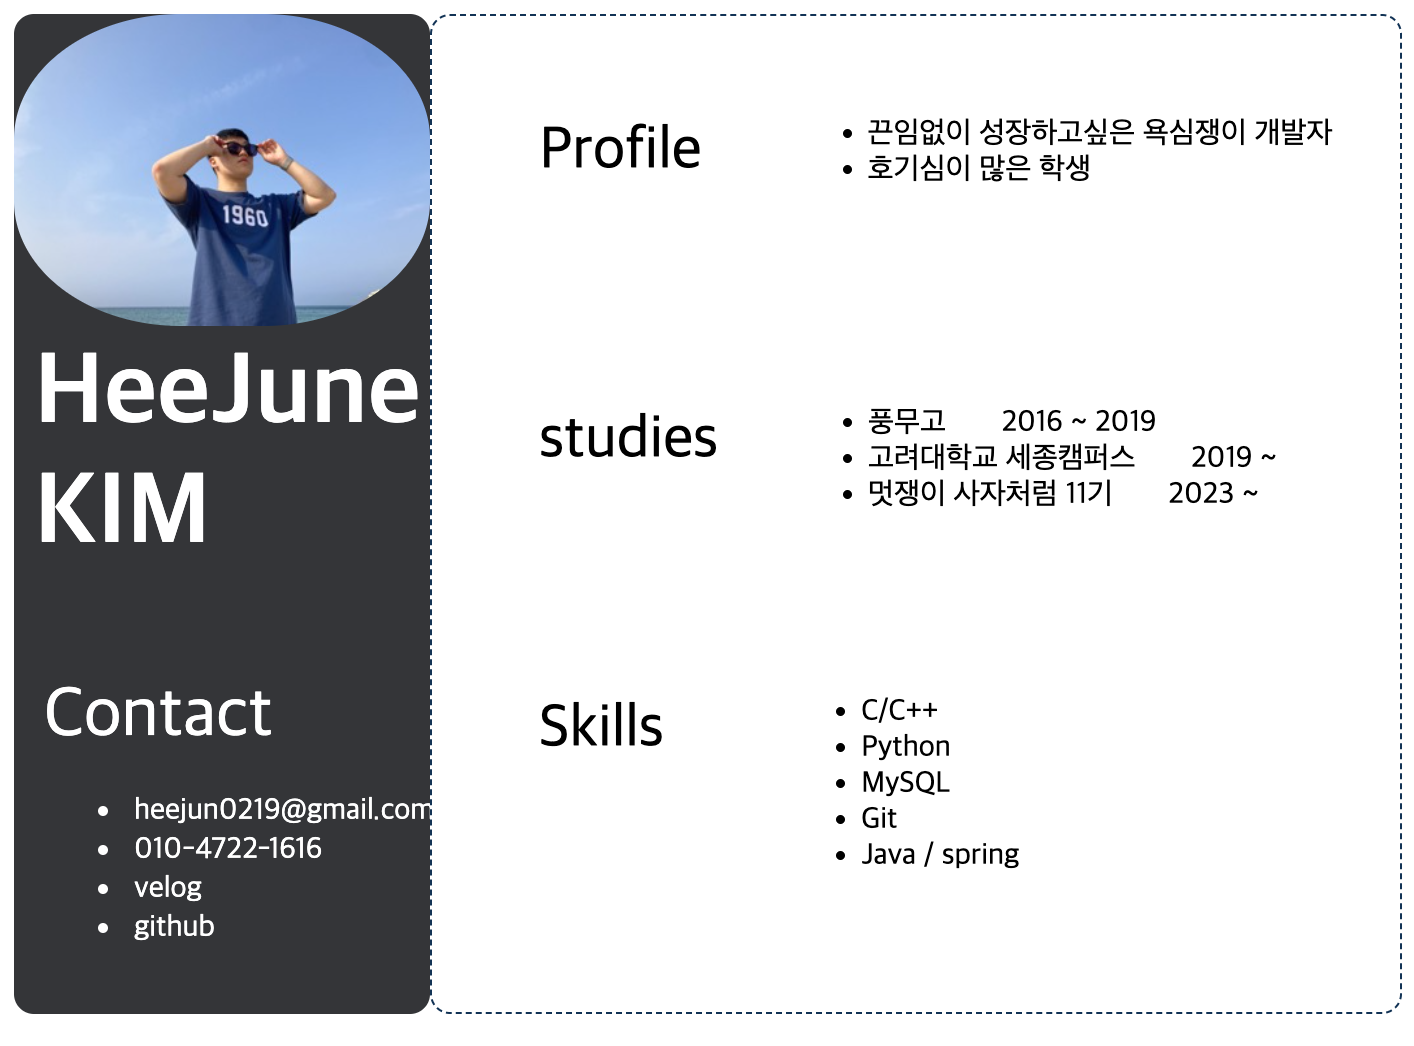 1960
HeeJune
KIM
Contact
heejun0219@gmail.com
010-4722-1616
velog
github
Profile
끈임없이 성장하고싶은 욕심쟁이 개발자
호기심이 많은 학생
studies
풍무고 2016 ~ 2019
고려대학교 세종캠퍼스 2019 ~
멋쟁이 사자처럼 11기 2023 ~
Skills
C/C++
Python
MySQL
Git
Java / spring